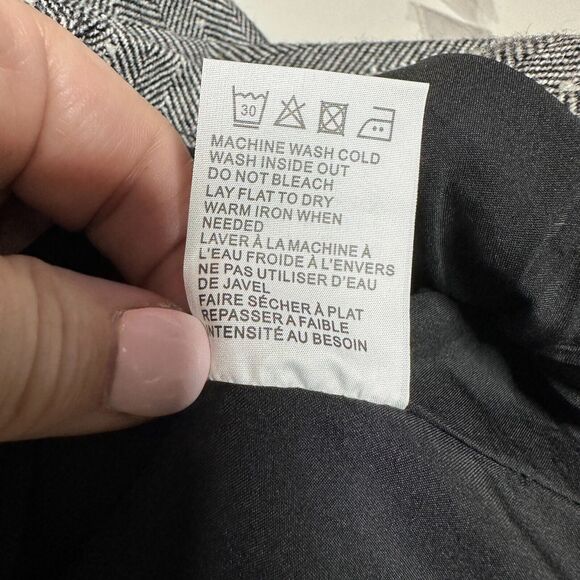 30
MACHINE WASH COLD
WASH INSIDE OUT
DO NOT BLEACH
LAY FLAT TO DRY
WARM IRON WHEN
NEEDED
LAVER À LA MACHINE À
L'EAU FROIDE À L'ENVERS
NE PAS UTILISER D'EAU
DE JAVEL
FAIRE SÉCHER À PLAT
REPASSER A FAIBLE
INTENSITÉ AU BESOIN